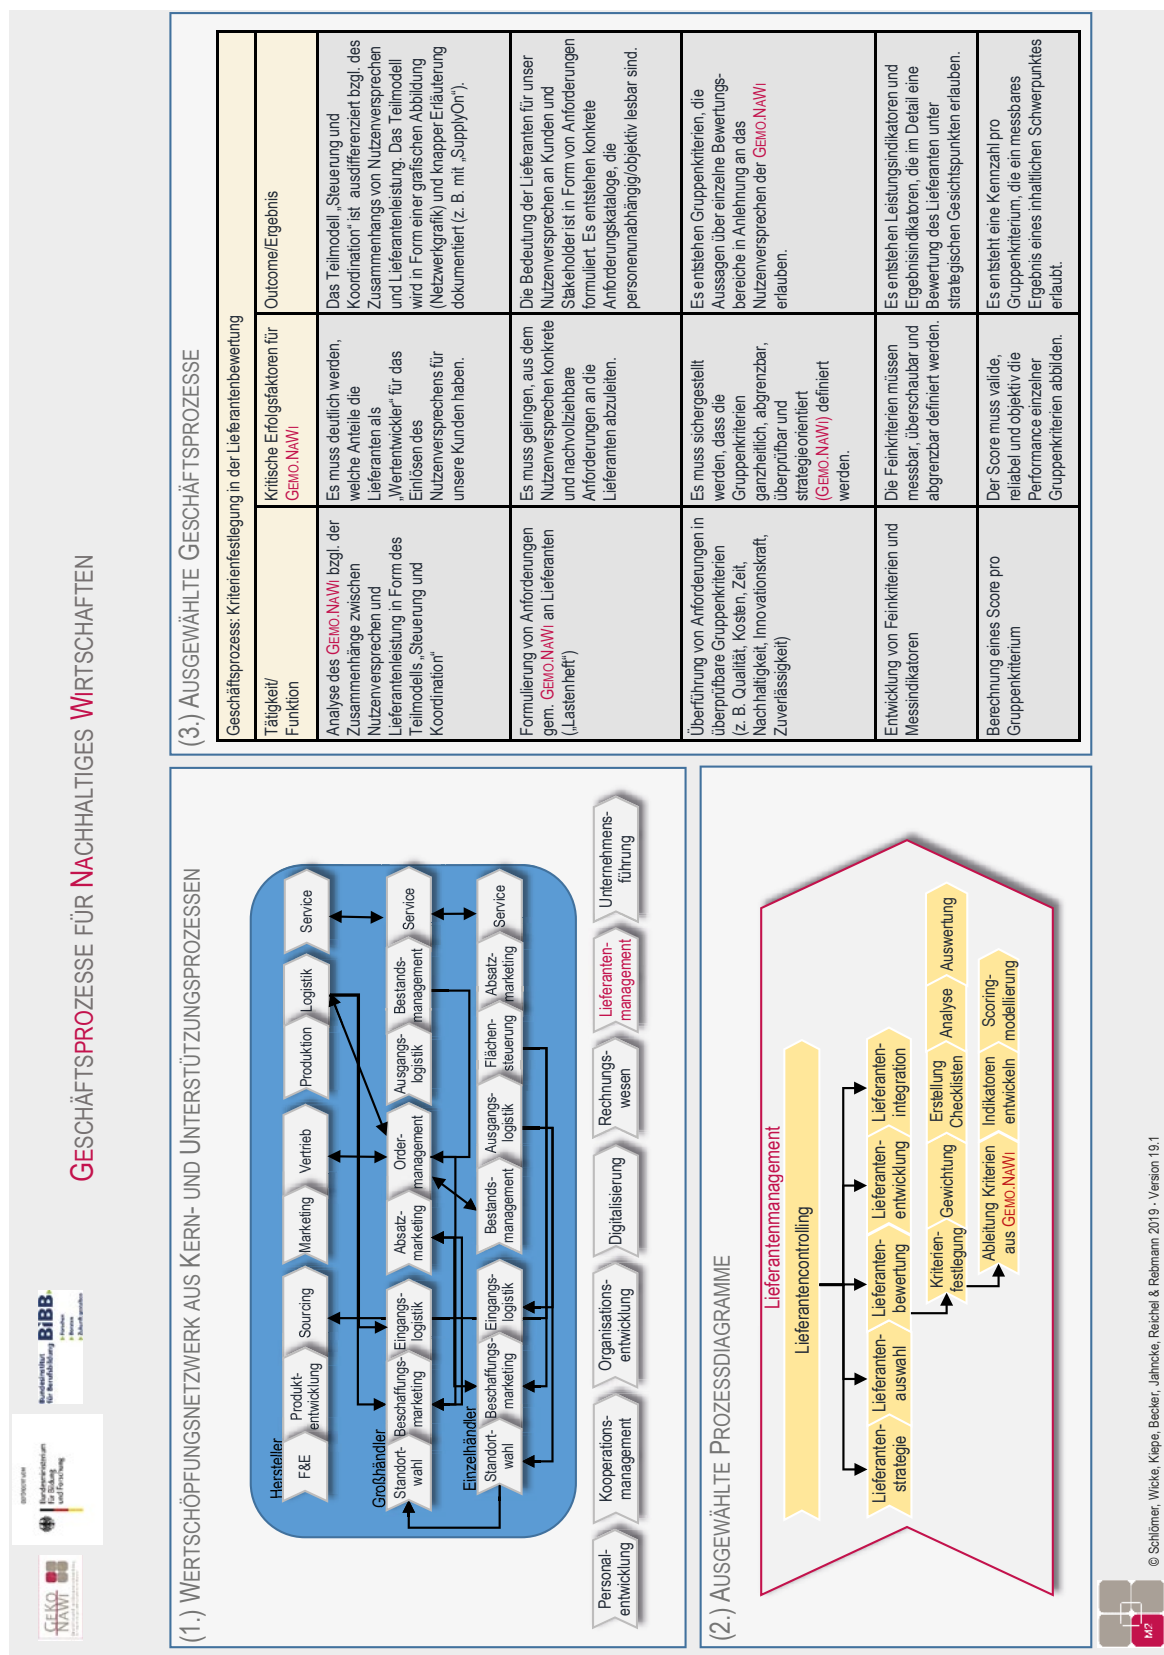 GEKO
NAWI
GEFÖRDERT VOM
Bundesministerium
für Bildung
und Forschung
Bundesinstitut
für Berufsbildung
BiBB
Forschen
Beraten
Zukunft gestalten
GESCHÄFTSPROZESSE FÜR NACHHALTIGES WIRTSCHAFTEN
(1.) WERTSCHÖPFUNGSNETZWERK AUS KERN- UND UNTERSTÜTZUNGSPROZESSEN
Hersteller
F&E
Produkt-
entwicklung
Sourcing
Marketing
Vertrieb
Produktion
Logistik
Service
Großhändler
Standort-
wahl
Beschaffungs-
marketing
Eingangs-
logistik
Absatz-
marketing
Order-
management
Ausgangs-
logistik
Bestands-
management
Service
Einzelhändler
Standort-
wahl
Beschaffungs-
marketing
Eingangs-
logistik
Bestands-
management
Ausgangs-
logistik
Flächen-
steuerung
Absatz-
marketing
Service
Personal-
entwicklung
Kooperations-
management
Organisations-
entwicklung
Digitalisierung
Rechnungs-
wesen
Lieferanten-
management
Unternehmens-
führung
(2.) AUSGEWÄHLTE PROZESSDIAGRAMME
Lieferantenmanagement
Lieferantencontrolling
Lieferanten-
strategie
Lieferanten-
auswahl
Lieferanten-
bewertung
Lieferanten-
entwicklung
Lieferanten-
integration
Kriterien-
festlegung
Gewichtung
Erstellung
Checklisten
Analyse
Auswertung
Ableitung Kriterien
aus GEMO.NAWI
Indikatoren
entwickeln
Scoring-
modellierung
(3.) AUSGEWÄHLTE GESCHÄFTSPROZESSE
Geschäftsprozess: Kriterienfestlegung in der Lieferantenbewertung
Tätigkeit/
Funktion
Kritische Erfolgsfaktoren für
GEMO.NAWI
Outcome/Ergebnis
Analyse des GEMO.NAWI bzgl. der
Zusammenhänge zwischen
Nutzenversprechen und
Lieferantenleistung in Form des
Teilmodells „Steuerung und
Koordination“
Es muss deutlich werden,
welche Anteile die
Lieferanten als
„Wertentwickler“ für das
Einlösen des
Nutzenversprechens für
unsere Kunden haben.
Das Teilmodell „Steuerung und
Koordination“ ist ausdifferenziert bzgl. des
Zusammenhangs von Nutzenversprechen
und Lieferantenleistung. Das Teilmodell
wird in Form einer grafischen Abbildung
(Netzwerkgrafik) und knapper Erläuterung
dokumentiert (z. B. mit „SupplyOn“).
Formulierung von Anforderungen
gem. GEMO.NAWI an Lieferanten
(„Lastenheft“)
Es muss gelingen, aus dem
Nutzenversprechen konkrete
und nachvollziehbare
Anforderungen an die
Lieferanten abzuleiten.
Die Bedeutung der Lieferanten für unser
Nutzenversprechen an Kunden und
Stakeholder ist in Form von Anforderungen
formuliert. Es entstehen konkrete
Anforderungskataloge, die
personenunabhängig/objektiv lesbar sind.
Überführung von Anforderungen in
überprüfbare Gruppenkriterien
(z. B. Qualität, Kosten, Zeit,
Nachhaltigkeit, Innovationskraft,
Zuverlässigkeit)
Es muss sichergestellt
werden, dass die
Gruppenkriterien
ganzheitlich, abgrenzbar,
überprüfbar und
strategieorientiert
(GEMO.NAWI) definiert
werden.
Es entstehen Gruppenkriterien, die
Aussagen über einzelne Bewertungs-
bereiche in Anlehnung an das
Nutzenversprechen der GEMO.NAWI
erlauben.
Entwicklung von Feinkriterien und
Messindikatoren
Die Feinkriterien müssen
messbar, überschaubar und
abgrenzbar definiert werden.
Es entstehen Leistungsindikatoren und
Ergebnisindikatoren, die im Detail eine
Bewertung des Lieferanten unter
strategischen Gesichtspunkten erlauben.
Berechnung eines Score pro
Gruppenkriterium
Der Score muss valide,
reliabel und objektiv die
Performance einzelner
Gruppenkriterien abbilden.
Es entsteht eine Kennzahl pro
Gruppenkriterium, die ein messbares
Ergebnis eines inhaltlichen Schwerpunktes
erlaubt.
M2
© Schlömer, Wicke, Kiepe, Becker, Jahncke, Reichel & Rebmann 2019 · Version 19.1